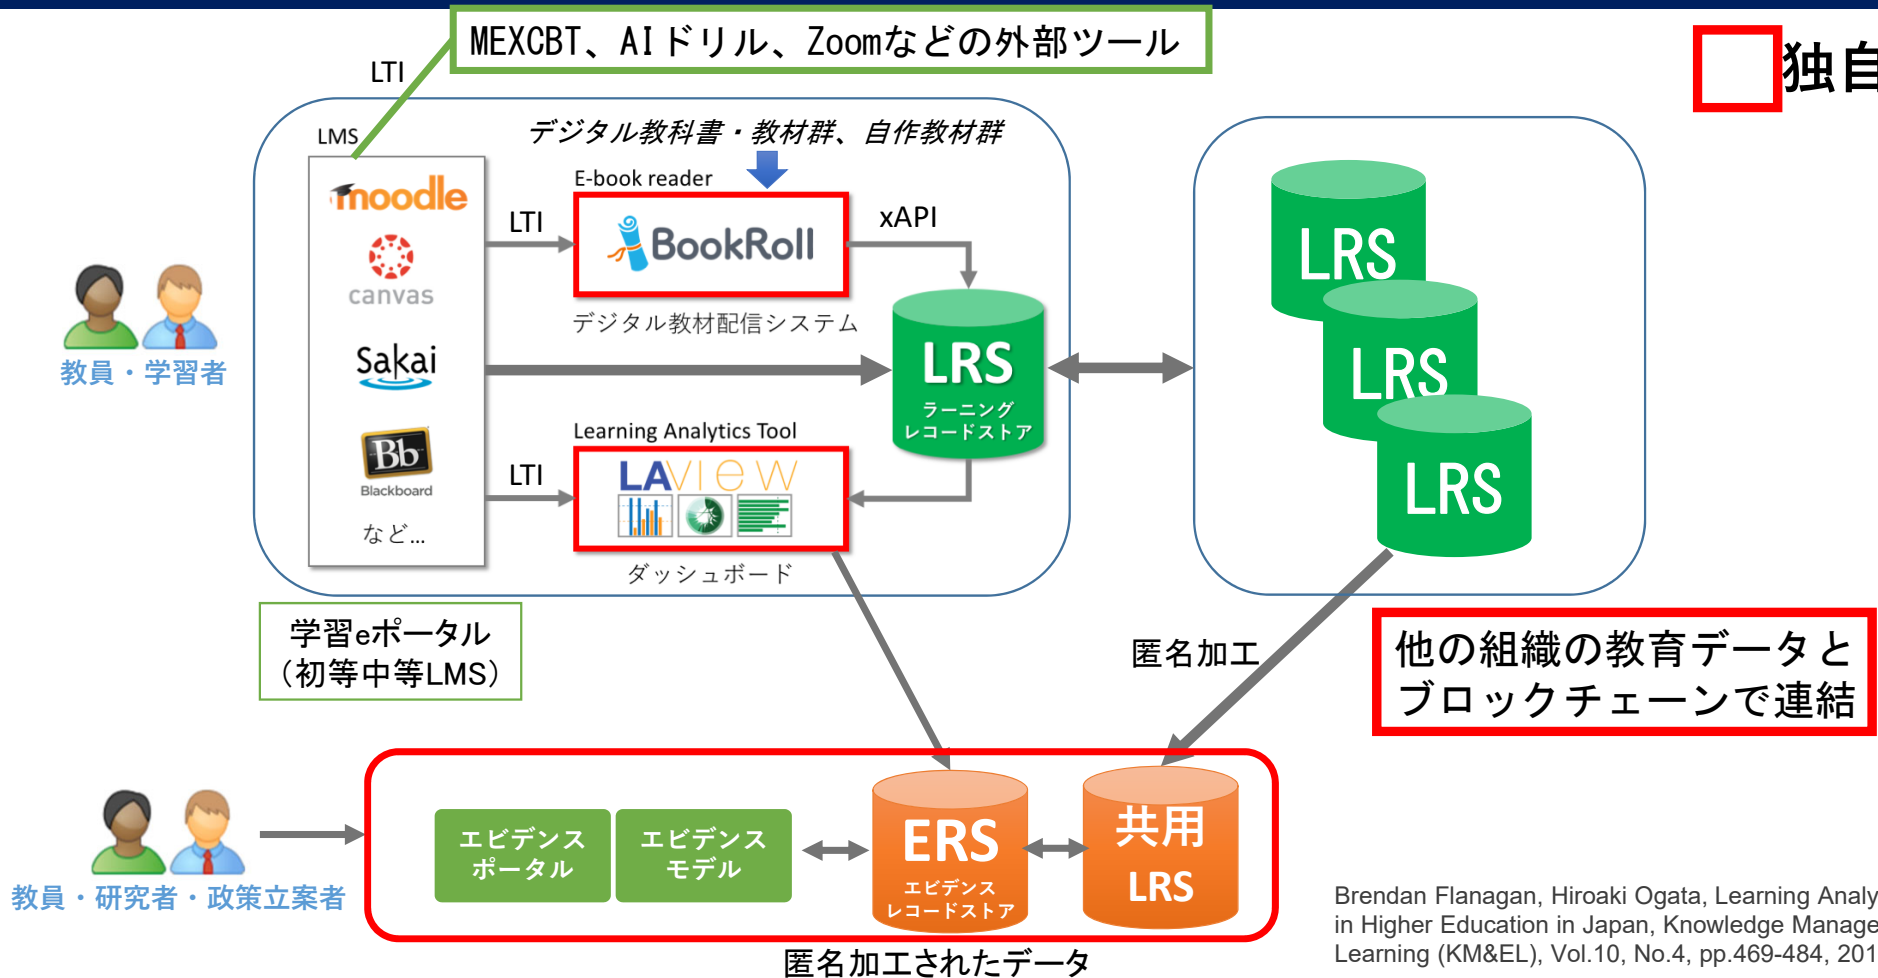 MEXCBT、AIドリル、Zoomなどの外部ツール
独自
LTI
LMS
デジタル教科書・教材群、自作教材群
E-book reader
moodle
LTI
BookRoll
xAPI
canvas
デジタル教材配信システム
教員・学習者
Sakai
LRS
ラーニング
レコードストア
LRS
LRS
LRS
Learning Analytics Tool
Bb
Blackboard
LTI
LAVIEW
など...
ダッシュボード
学習eポータル
（初等中等LMS）
匿名加工
他の組織の教育データと
ブロックチェーンで連結
エビデンス
ポータル
エビデンス
モデル
ERS
エビデンス
レコードストア
共用
LRS
教員・研究者・政策立案者
匿名加工されたデータ
Brendan Flanagan, Hiroaki Ogata, Learning Analy
in Higher Education in Japan, Knowledge Manage
Learning (KM&EL), Vol.10, No.4, pp.469-484, 201